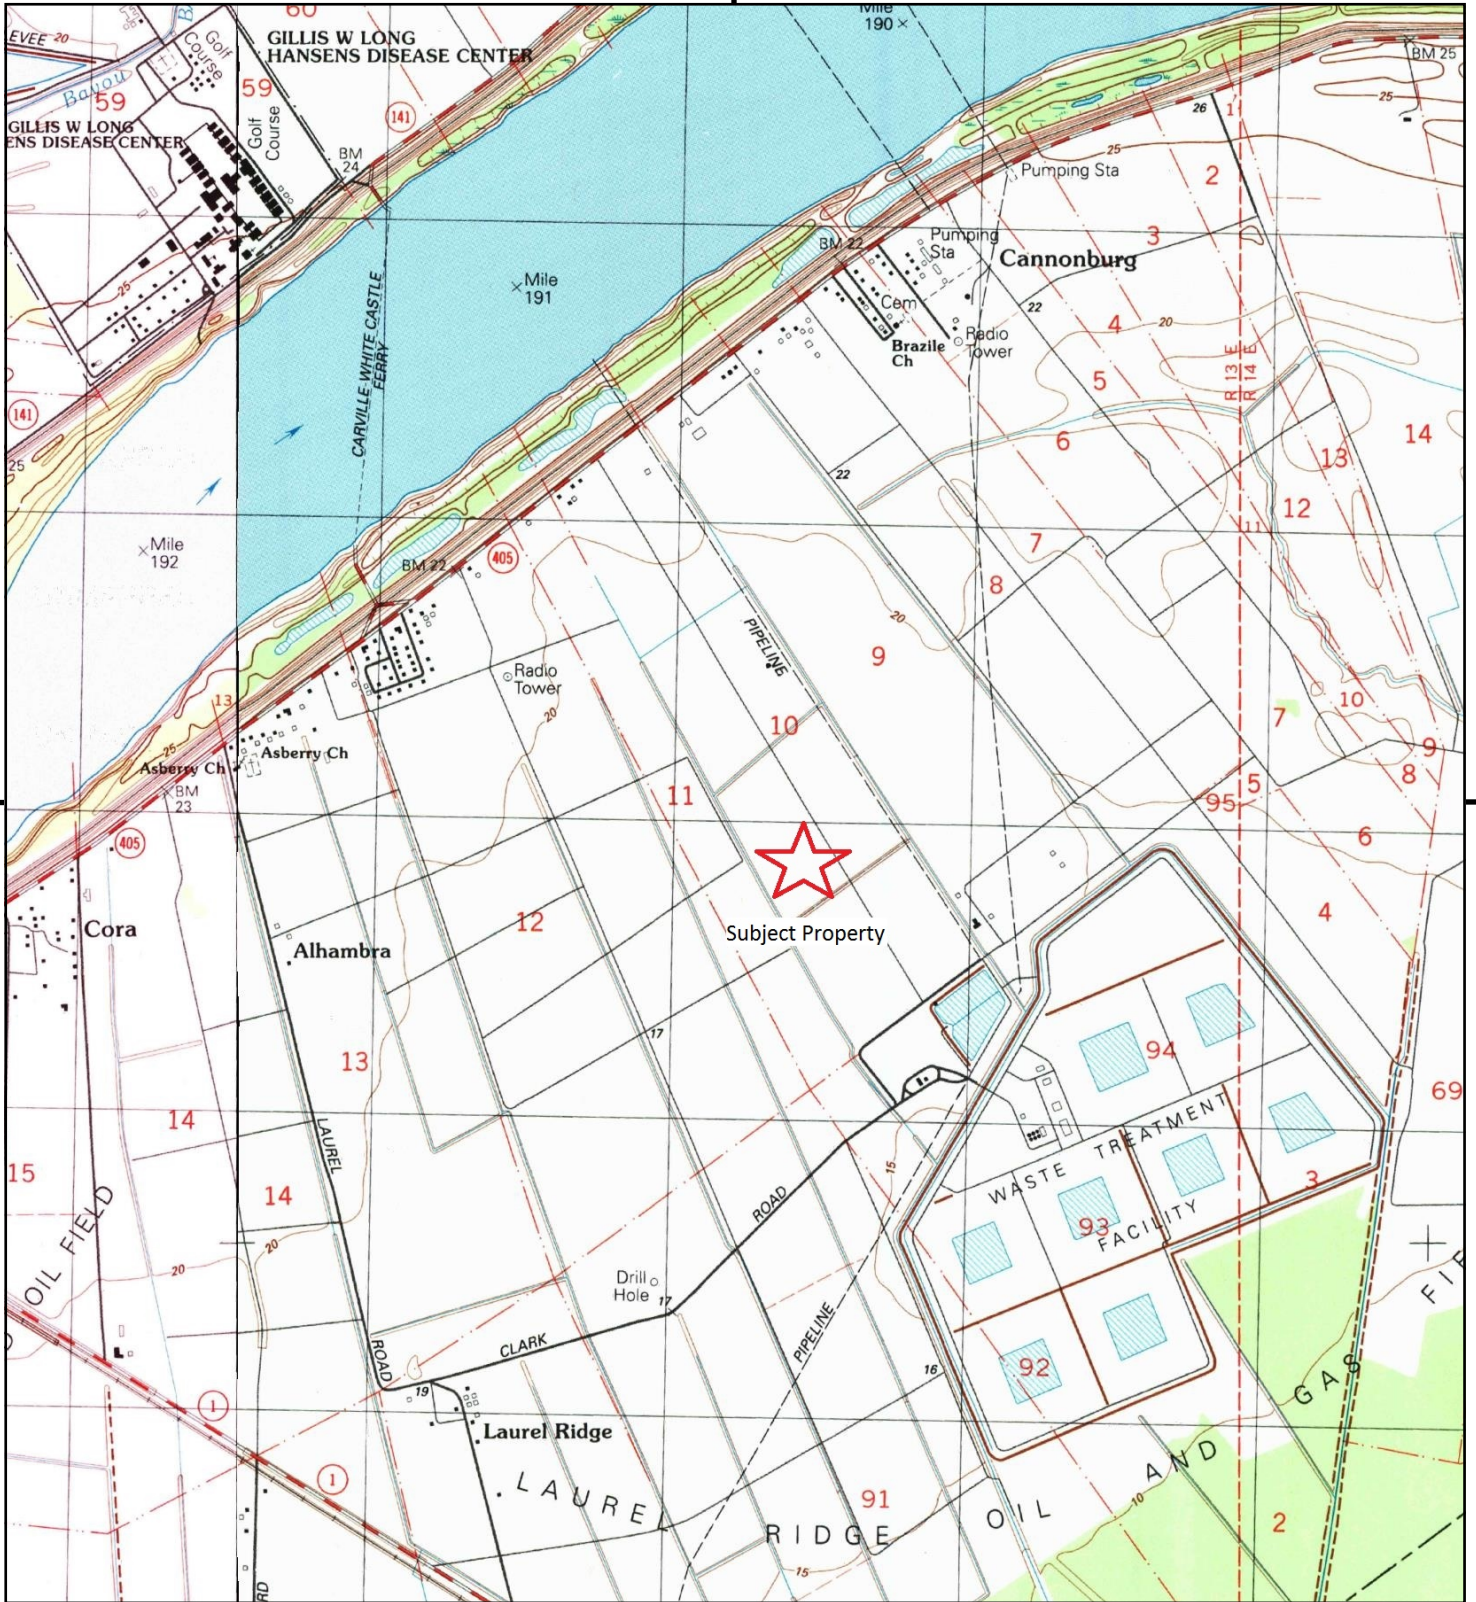 60
Mile
190
EVEE 20
Golf
Course
GILLIS W LONG
HANSENS DISEASE CENTER
BM 25
Bayou
59
59
25
26
1
141
GILLIS W LONG
ENS DISEASE CENTER
Golf
Course
BM
24
25
Pumping Sta
2
3
Pumping
Sta
BM 22
Cannonburg
Mile
191
25
CARVILLE-WHITE CASTLE
FERRY
Cem
22
4
20
Radio
Tower
Brazile
Ch
R 13 E
R 14 E
5
141
6
14
13
25
22
12
11
Mile
192
405
BM 22
7
8
20
PIPELINE
9
Radio
Tower
13
20
10
7
10
25
Asberry Ch
Asberry Ch
9
8
5
BM
23
11
95
6
405
4
Cora
12
Subject Property
Alhambra
17
94
13
69
14
LAUREL
15
WASTE TREATMENT
FACILITY
15
14
ROAD
3
93
OIL FIELD
20
20
Drill
Hole
17
FIE
PIPELINE
CLARK
ROAD
16
92
19
GAS
1
Laurel Ridge
AND
1
LAUREL
91
10
OIL
RIDGE
2
15
RD